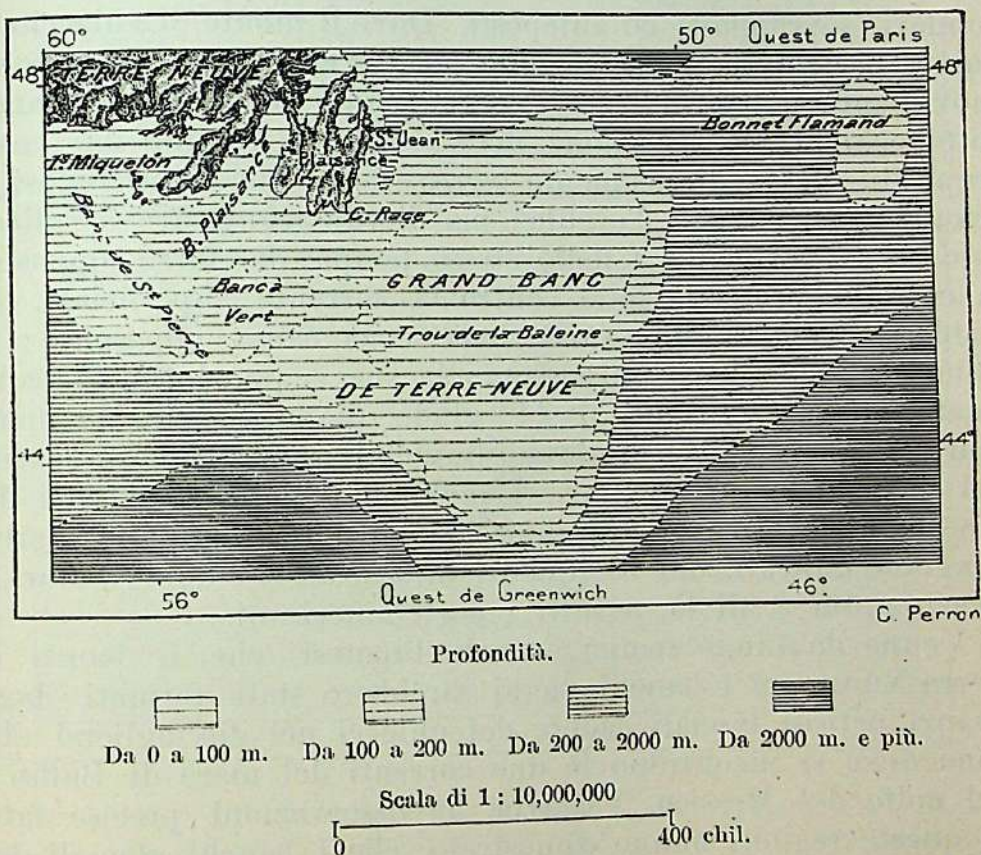 60° 50° Ouest de Paris
48° 48°
TERRE NEUVE
Bonnet Flamand
St Jean
Is Miquelon Plaisance
B. Plaisance
C. Race
Banc de St Pierre
GRAND BANC
Banca
Vert
Trou de la Baleine
DE TERRE NEUVE
44° 44°
56° 46°
Ouest de Greenwich
C. Perron
Profondità.
Da 0 a 100 m. Da 100 a 200 m. Da 200 a 2000 m. Da 2000 m. e più.
Scala di 1 : 10,000,000
0 400 chil.